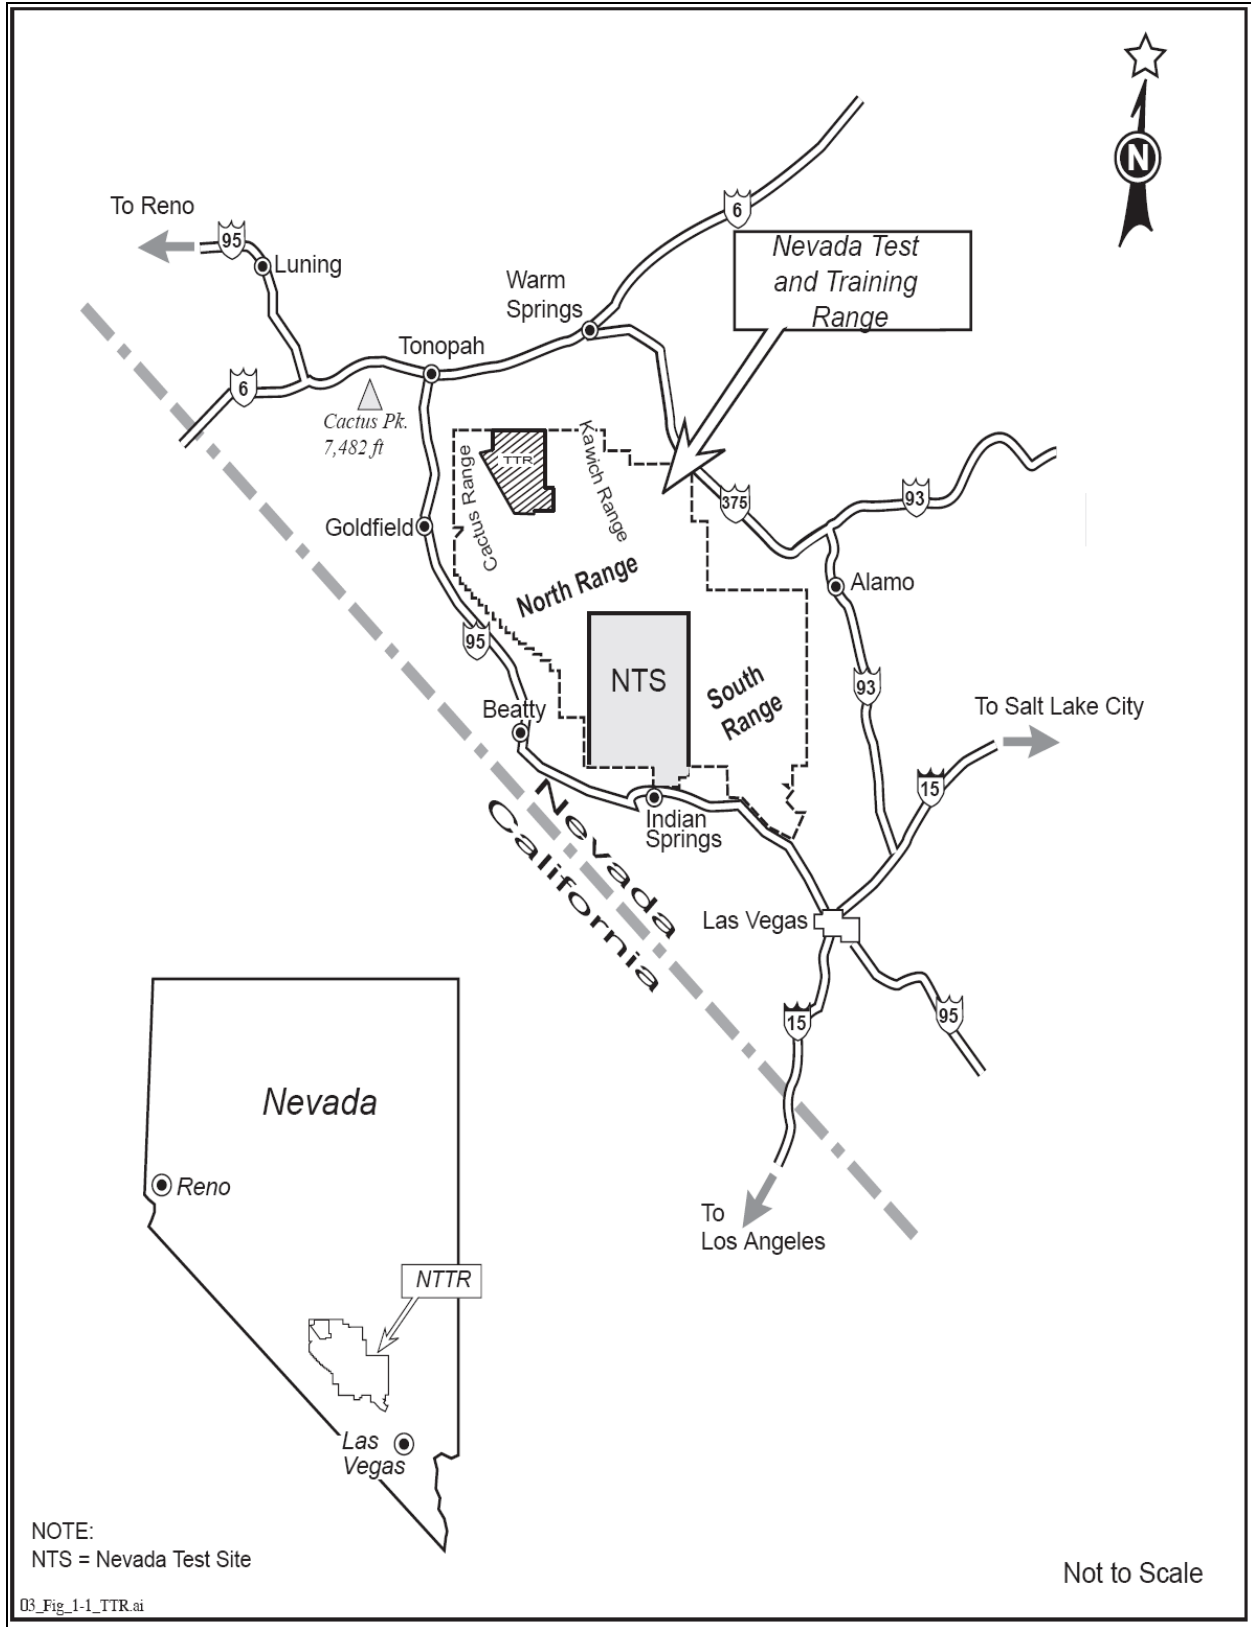 N
6
To Reno
95
Nevada Test
and Training
Range
Luning
Warm
Springs
Tonopah
6
Cactus Pk.
7,482 ft
Cactus Range
TTR
Kawich Range
375
93
Goldfield
North Range
Alamo
95
NTS
South
Range
93
Beatty
To Salt Lake City
15
Indian
Springs
Nevada
California
Las Vegas
15
95
Nevada
Reno
To
Los Angeles
NTTR
Las
Vegas
NOTE:
NTS = Nevada Test Site
Not to Scale
03_Fig_1-1_TTR.ai